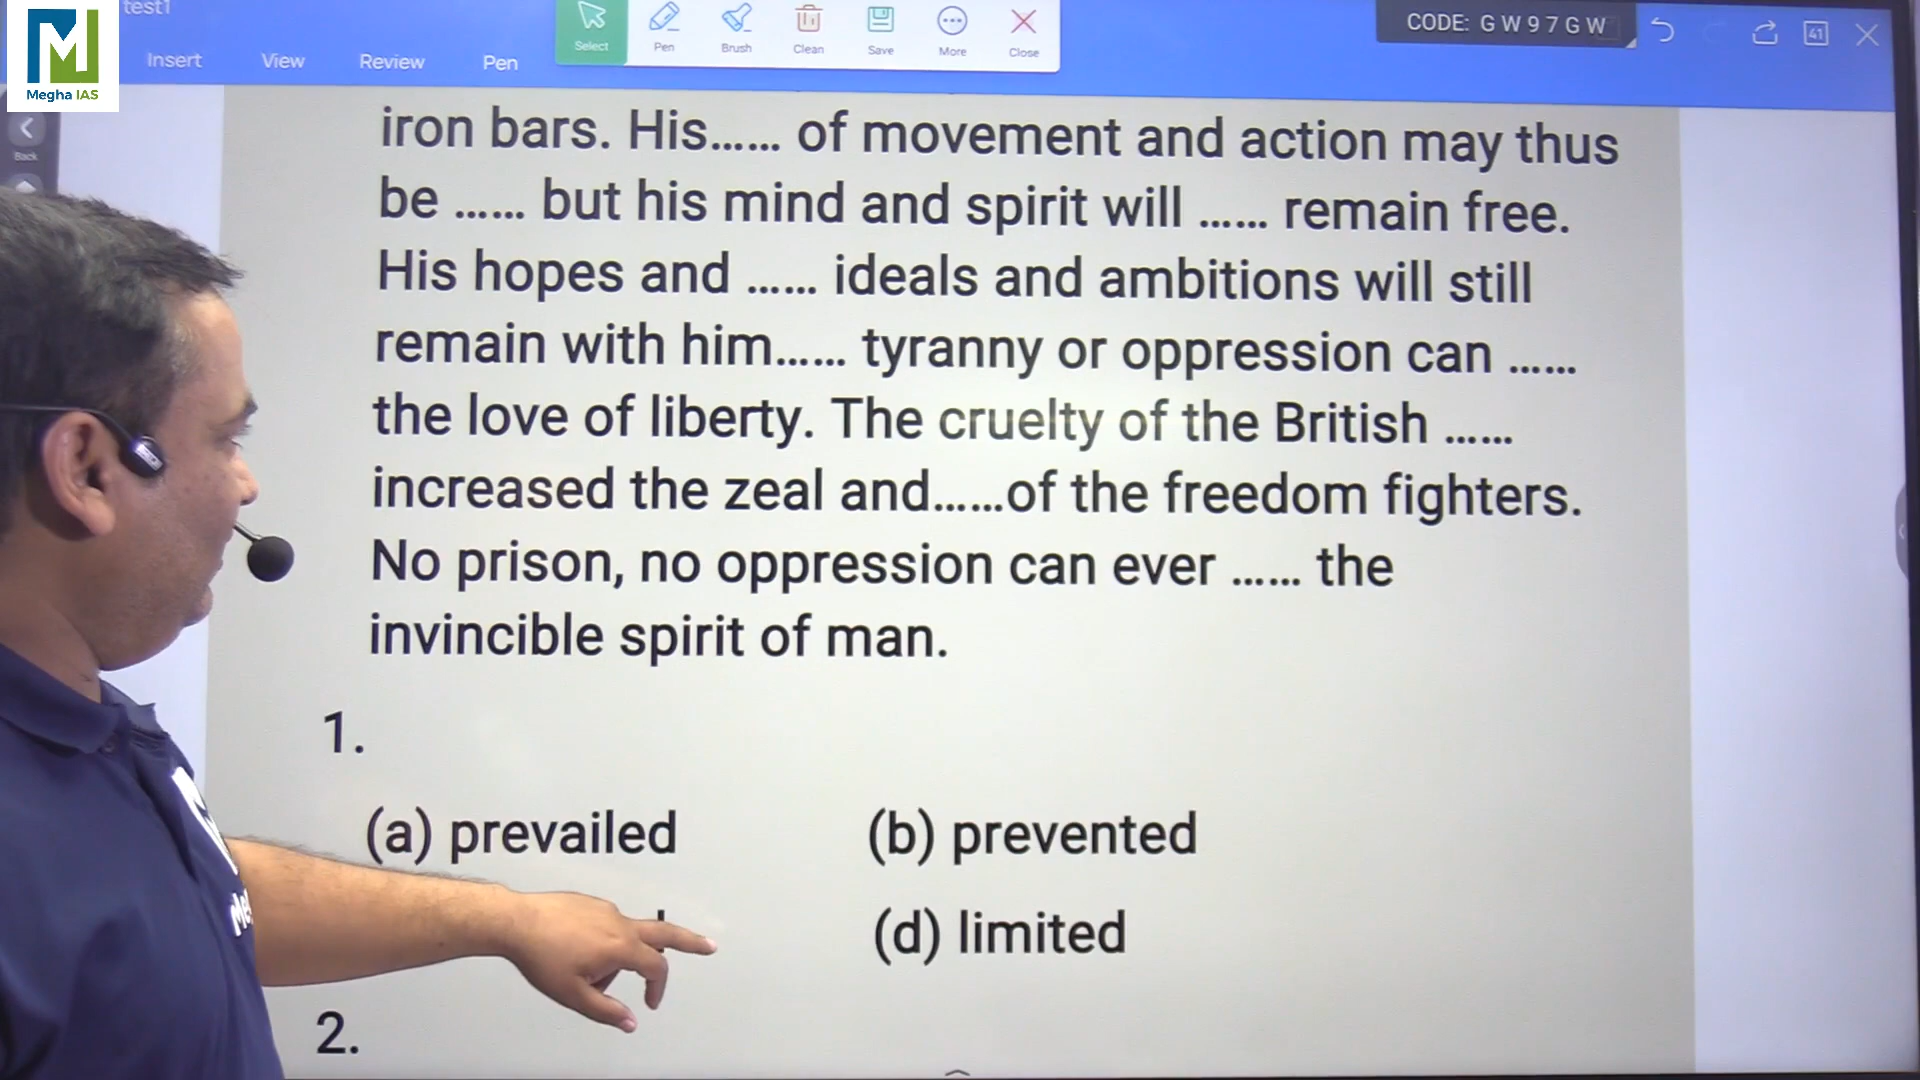 test1
Megha IAS
Insert
View
Review
Pen
Select
Pen
Brush
Clean
Save
More
Close
CODE: G W 9 7 G W
41
Back
iron bars. His...... of movement and action may thus
be ...... but his mind and spirit will ...... remain free.
His hopes and ...... ideals and ambitions will still
remain with him...... tyranny or oppression can ......
the love of liberty. The cruelty of the British ......
increased the zeal and......of the freedom fighters.
No prison, no oppression can ever ...... the
invincible spirit of man.
1.
(a) prevailed
(b) prevented
(d) limited
2.